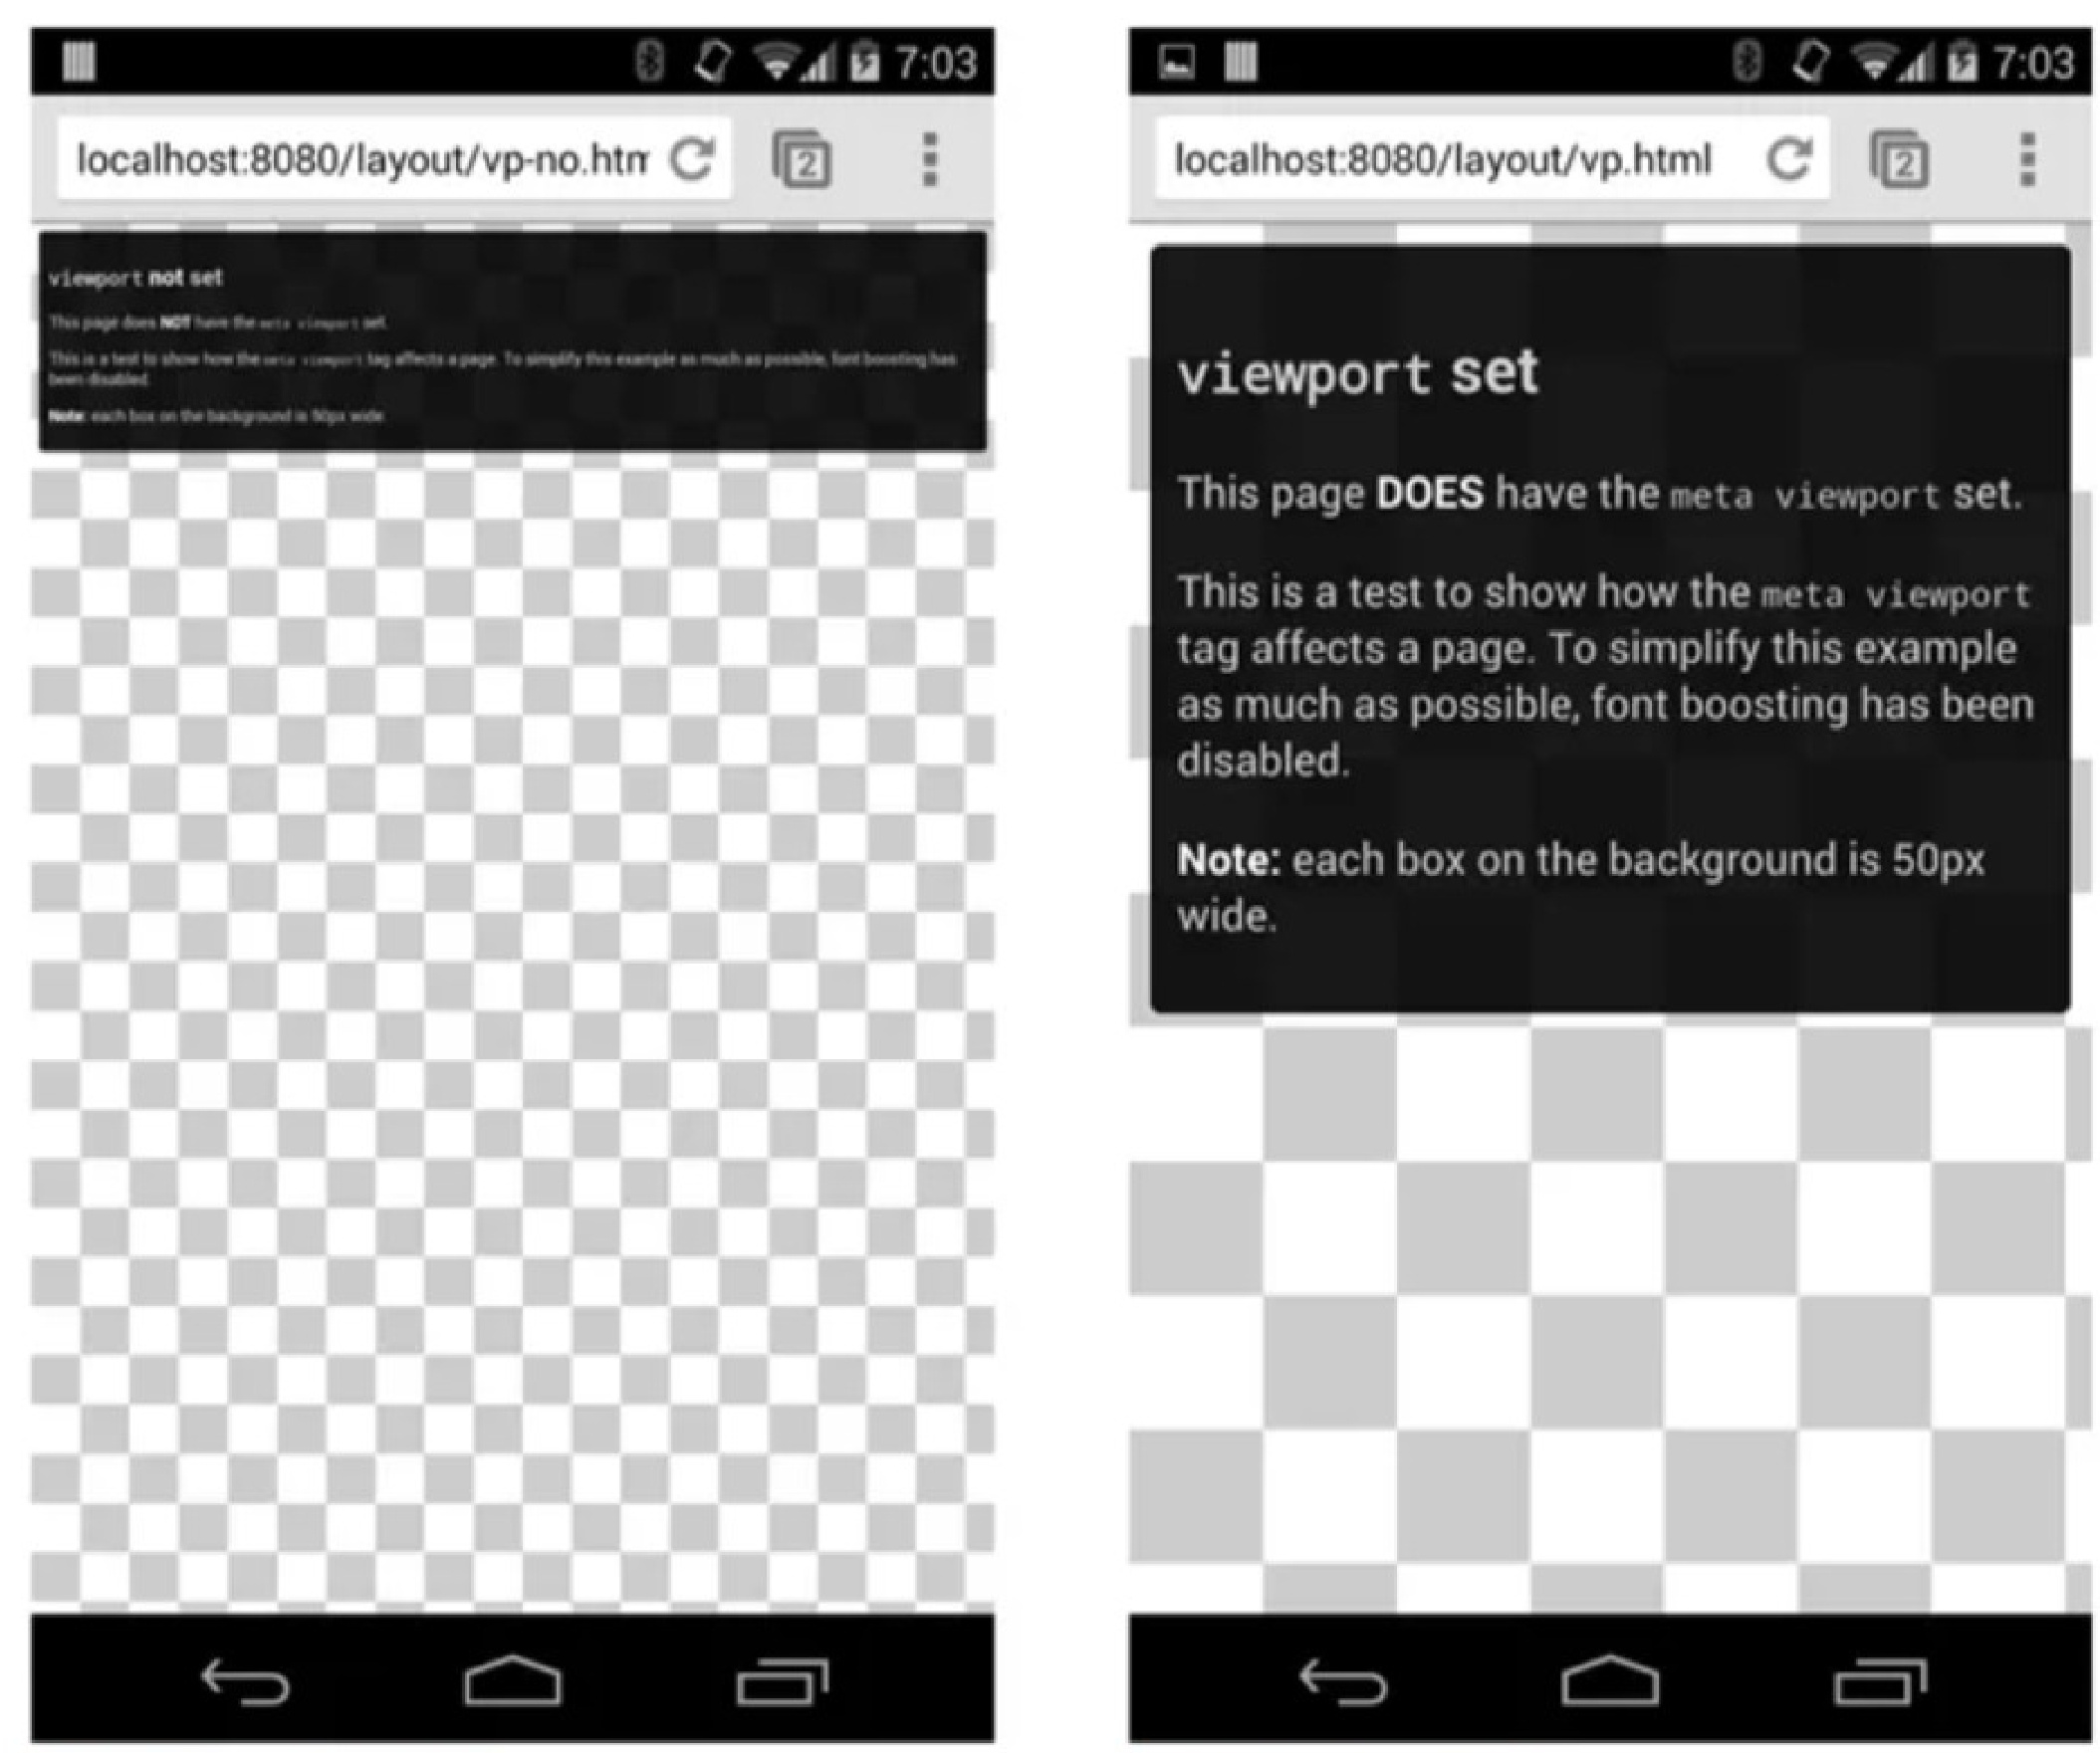 7:03
localhost:8080/layout/vp-no.htm
2
viewport not set
This page does NOT have the meta viewport set.
This is a test to show how the meta viewport tag affects a page. To simplify this example as much as possible, font boosting has
been disabled.
Note: each box on the background is 50px wide.
7:03
localhost:8080/layout/vp.html
2
viewport set
This page DOES have the meta viewport set.
This is a test to show how the meta viewport
tag affects a page. To simplify this example
as much as possible, font boosting has been
disabled.
Note: each box on the background is 50px
wide.